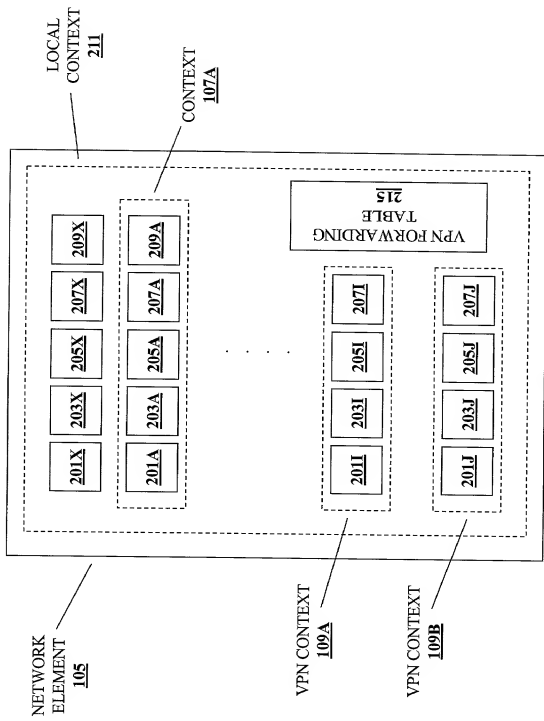 LOCAL
CONTEXT
211
CONTEXT
107A
201X 203X 205X 207X 209X
201A 203A 205A 207A 209A
. . . . .
VPN FORWARDING
TABLE
215
201I 203I 205I 207I
201J 203J 205J 207J
NETWORK
ELEMENT
105
VPN CONTEXT
109A
VPN CONTEXT
109B